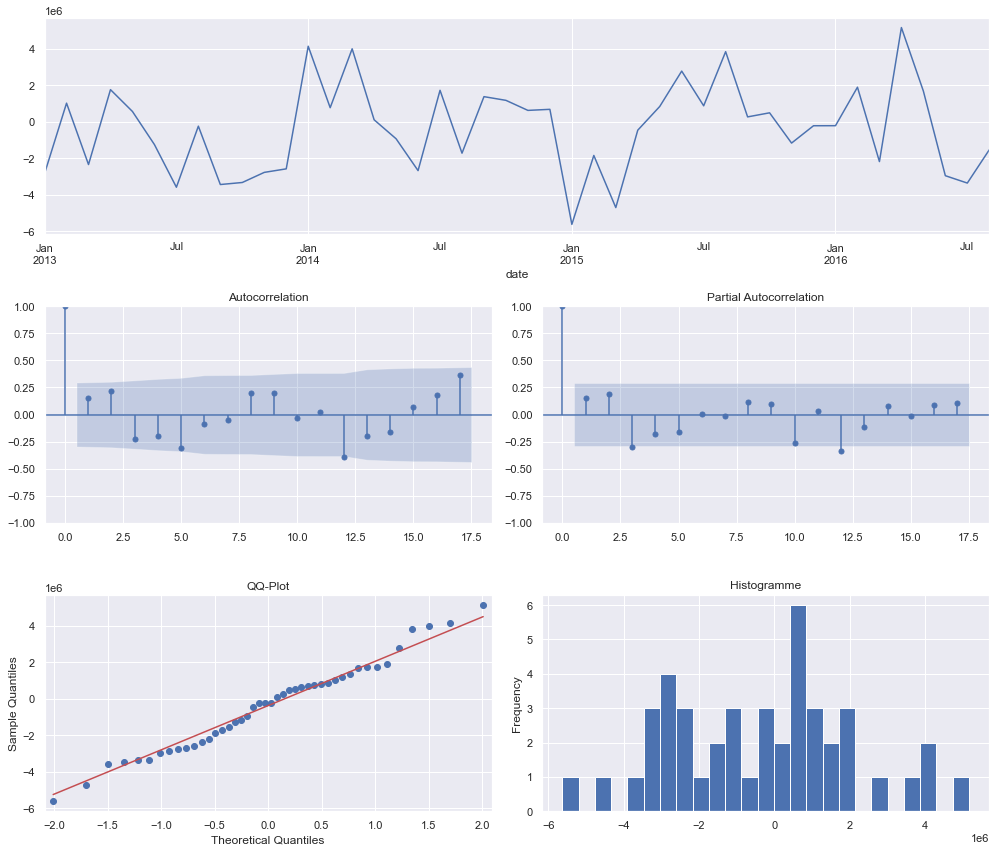 1e6
4
2
0
−2
−4
−6
Jan
2013
Jul
Jan
2014
Jul
Jan
2015
Jul
Jan
2016
Jul
date
Autocorrelation
1.00
0.75
0.50
0.25
0.00
−0.25
−0.50
−0.75
−1.00
0.0 2.5 5.0 7.5 10.0 12.5 15.0 17.5
Partial Autocorrelation
1.00
0.75
0.50
0.25
0.00
−0.25
−0.50
−0.75
−1.00
0.0 2.5 5.0 7.5 10.0 12.5 15.0 17.5
QQ-Plot
1e6
Sample Quantiles
4
2
0
−2
−4
−6
−2.0 −1.5 −1.0 −0.5 0.0 0.5 1.0 1.5 2.0
Theoretical Quantiles
Histogramme
Frequency
6
5
4
3
2
1
0
−6 −4 −2 0 2 4
1e6